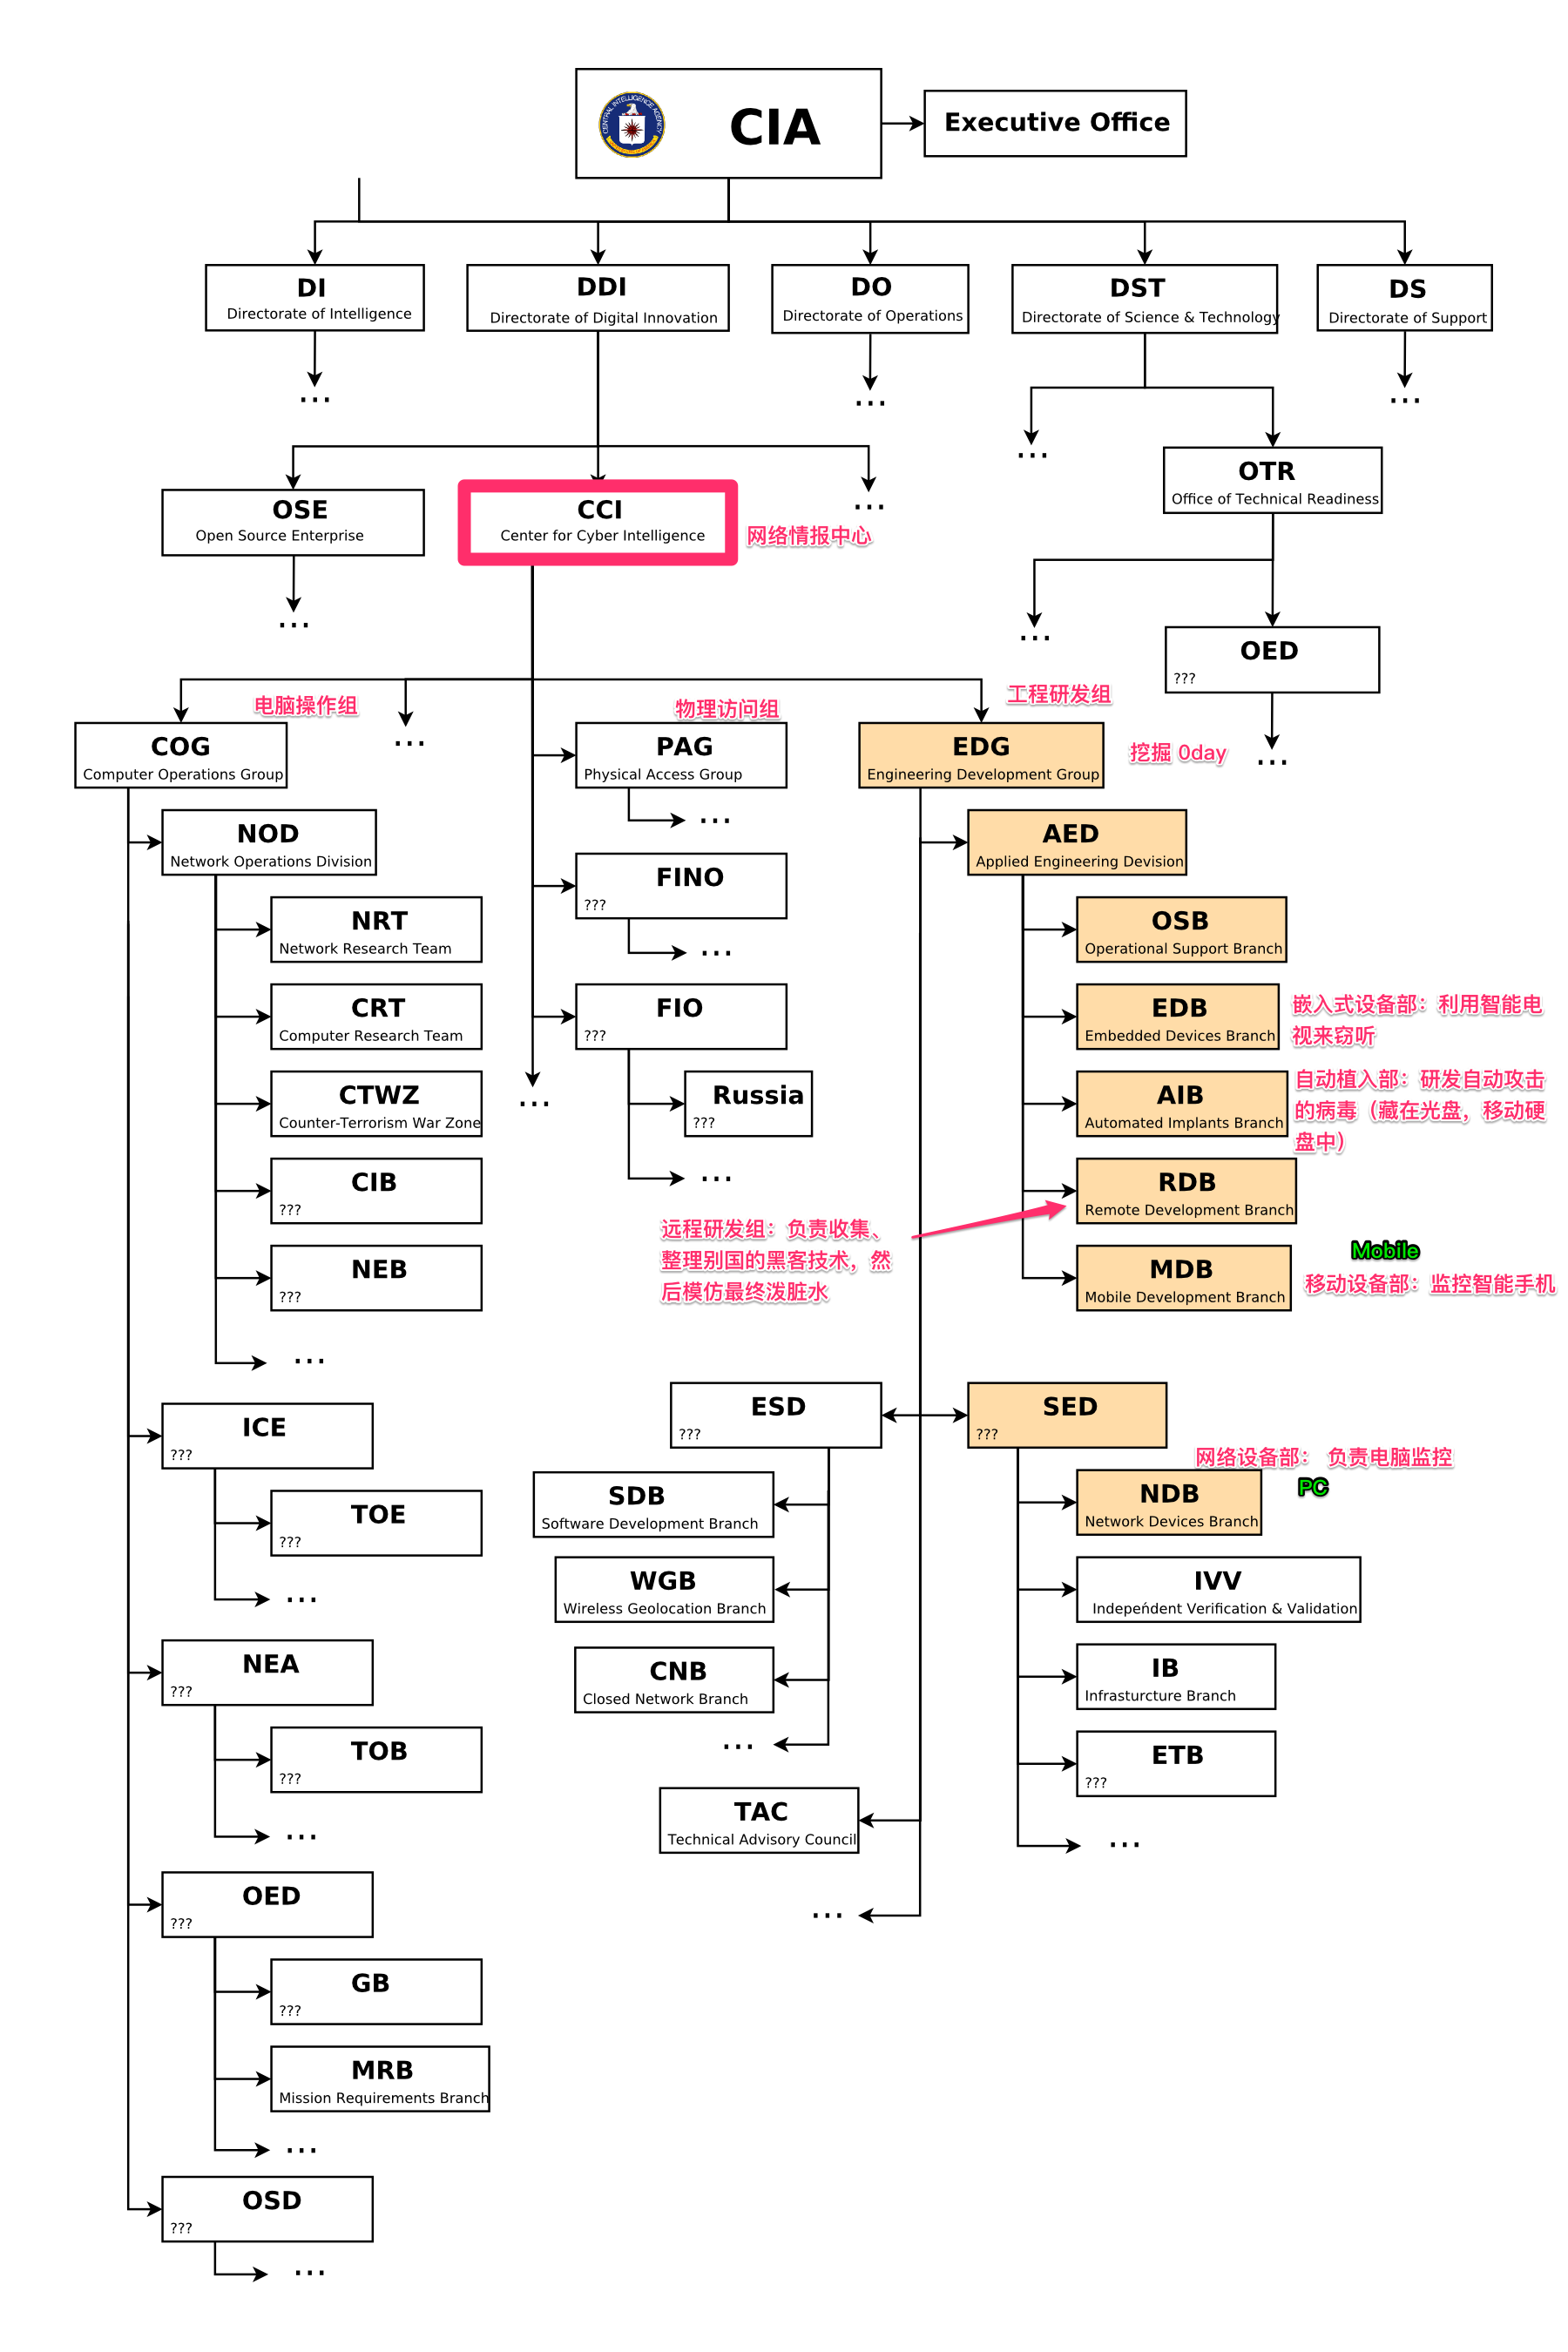 CENTRAL INTELLIGENCE AGENCY
CIA
Executive Office
DI
Directorate of Intelligence
DDI
Directorate of Digital Innovation
DO
Directorate of Operations
DST
Directorate of Science & Technology
DS
Directorate of Support
...
...
...
...
OTR
Office of Technical Readiness
OSE
Open Source Enterprise
CCI
Center for Cyber Intelligence
网络情报中心
...
...
...
OED
???
电脑操作组
物理访问组
工程研发组
COG
Computer Operations Group
...
PAG
Physical Access Group
EDG
Engineering Development Group
挖掘 0day
...
...
NOD
Network Operations Division
AED
Applied Engineering Devision
FINO
???
...
NRT
Network Research Team
OSB
Operational Support Branch
CRT
Computer Research Team
FIO
???
EDB
Embedded Devices Branch
嵌入式设备部：利用智能电
视来窃听
CTWZ
Counter-Terrorism War Zone
...
Russia
???
AIB
Automated Implants Branch
自动植入部：研发自动攻击
的病毒（藏在光盘，移动硬
盘中）
CIB
???
...
RDB
Remote Development Branch
远程研发组：负责收集、
整理别国的黑客技术，然
后模仿最终泼脏水
NEB
???
MDB
Mobile Development Branch
Mobile
移动设备部：监控智能手机
...
ICE
???
ESD
???
SED
???
网络设备部： 负责电脑监控
PC
TOE
???
SDB
Software Development Branch
NDB
Network Devices Branch
...
WGB
Wireless Geolocation Branch
IVV
Indepeńdent Verification & Validation
NEA
???
CNB
Closed Network Branch
IB
Infrasturcture Branch
TOB
???
...
ETB
???
...
TAC
Technical Advisory Council
...
OED
???
...
GB
???
MRB
Mission Requirements Branch
...
OSD
???
...